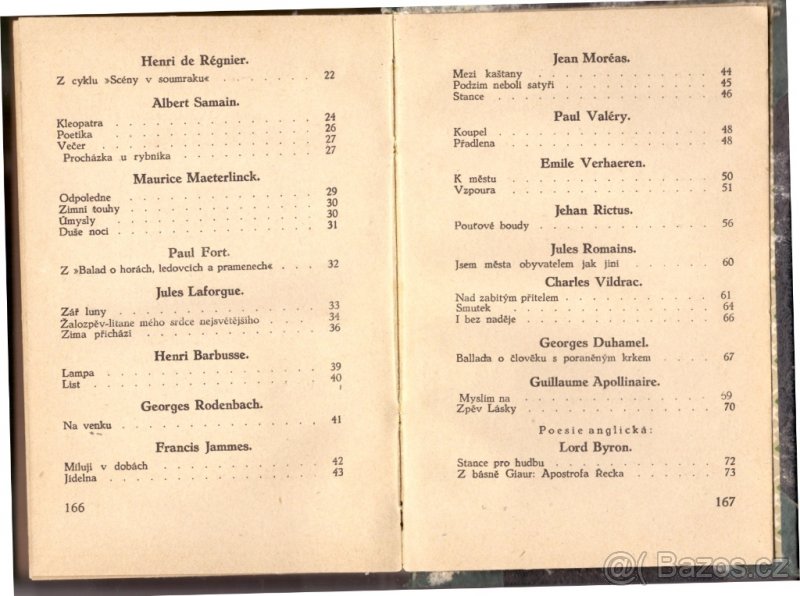 Henri de Régnier.
Z cyklu »Scény v soumraku« . . . . . . . . 22
Albert Samain.
Kleopatra . . . . . . . . . . . . 24
Poetika . . . . . . . . . . . . 26
Večer . . . . . . . . . . . . 27
Procházka u rybníka . . . . . . . . . 27
Maurice Maeterlinck.
Odpoledne . . . . . . . . . . . . 29
Zimní touhy . . . . . . . . . . . . 30
Úmysly . . . . . . . . . . . . 30
Duše noci . . . . . . . . . . . . 31
Paul Fort.
Z »Balad o horách, ledovcích a pramenech« . . . 32
Jules Laforgue.
Zář luny . . . . . . . . . . . . 33
Žalozpěv-litane mého srdce nejsvětějšího . . . . 34
Zima přichází . . . . . . . . . . . 36
Henri Barbusse.
Lampa . . . . . . . . . . . . 39
List . . . . . . . . . . . . 40
Georges Rodenbach.
Na venku . . . . . . . . . . . . 41
Francis Jammes.
Miluji v dobách . . . . . . . . . . . 42
Jídelna . . . . . . . . . . . . 43
166
Jean Moréas.
Mezi kaštany . . . . . . . . . . . 44
Podzim neboli satyři . . . . . . . . . 45
Stance . . . . . . . . . . . . 46
Paul Valéry.
Koupel . . . . . . . . . . . . 48
Přadlena . . . . . . . . . . . . 48
Emile Verhaeren.
K městu . . . . . . . . . . . . 50
Vzpoura . . . . . . . . . . . . 51
Jehan Rictus.
Pouťové boudy . . . . . . . . . . . 56
Jules Romains.
Jsem města obyvatelem jak jiní . . . . . . 60
Charles Vildrac.
Nad zabitým přítelem . . . . . . . . . 61
Smutek . . . . . . . . . . . . 64
I bez naděje . . . . . . . . . . . 66
Georges Duhamel.
Ballada o člověku s poraněným krkem . . . . 67
Guillaume Apollinaire.
Myslím na . . . . . . . . . . . . 69
Zpěv Lásky . . . . . . . . . . . . 70
Poesie anglická:
Lord Byron.
Stance pro hudbu . . . . . . . . . . 72
Z básně Giaur: Apostrofa Řecka . . . . . . 73
167
@( Bazos.cz